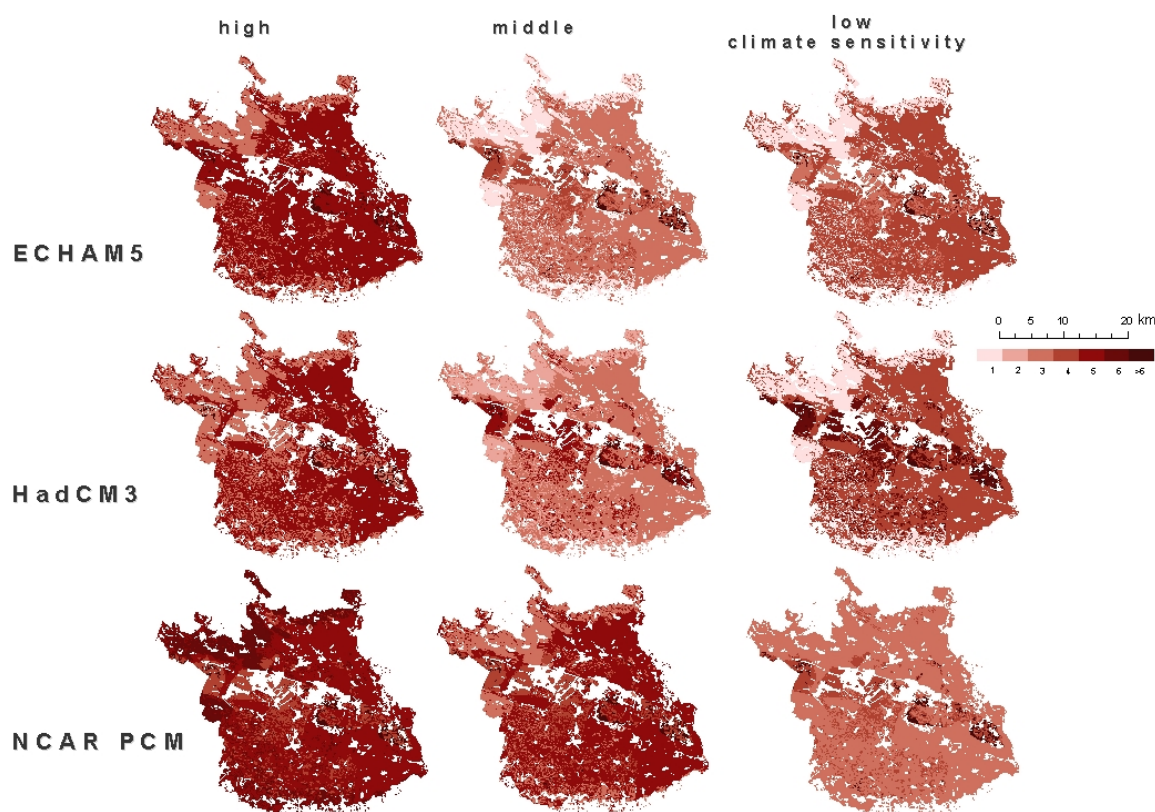 high
middle
low
climate sensitivity
ECHAM5
0 5 10 20 km
1 2 3 4 5 6 >6
HadCM3
NCAR PCM